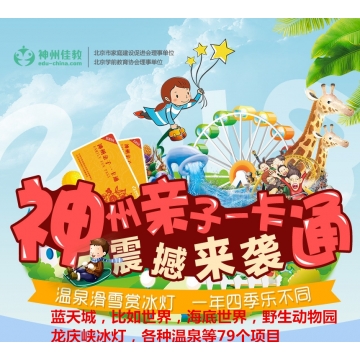 神州佳教
edu-china.com
北京市家庭建设促进会理事单位
北京学前教育协会理事单位
2018
神州亲子一卡通
震撼来袭
温泉滑雪赏冰灯 一年四季乐不同
蓝天城，比如世界，海底世界，野生动物园
龙庆峡冰灯，各种温泉等79个项目